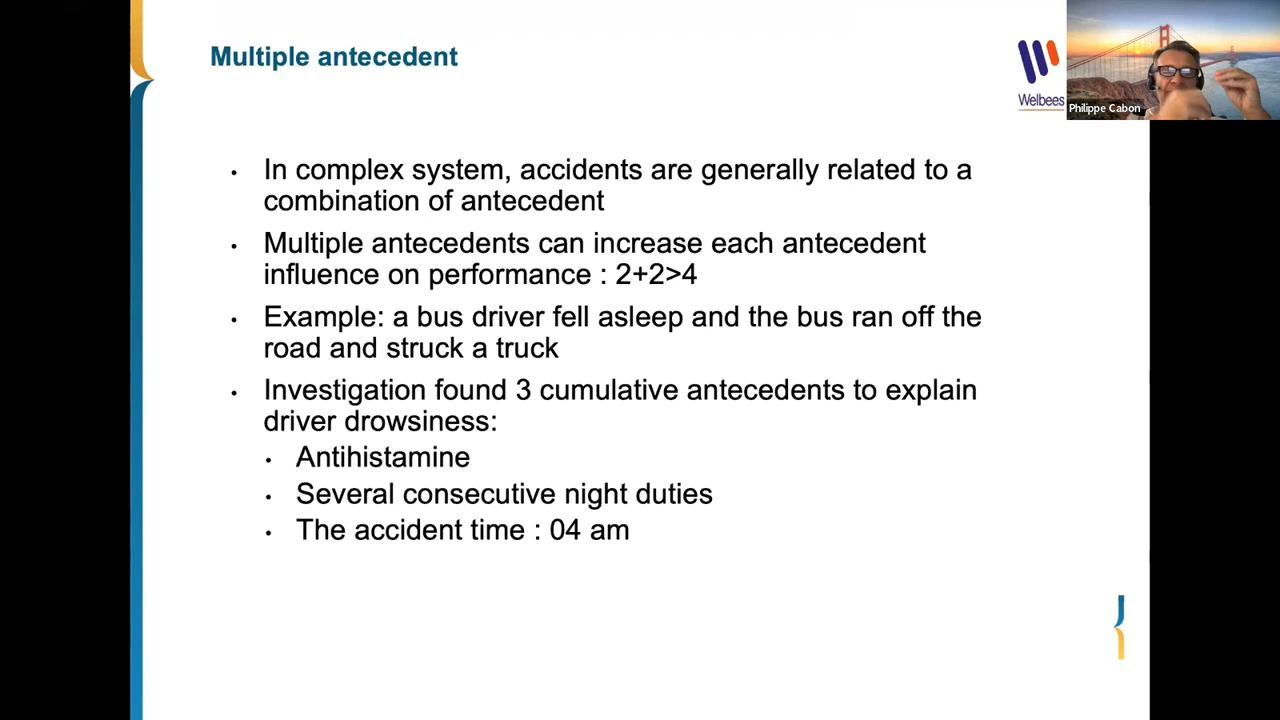 Multiple antecedent
Welbees
Philippe Cabon
• In complex system, accidents are generally related to a
combination of antecedent
• Multiple antecedents can increase each antecedent
influence on performance : 2+2>4
• Example: a bus driver fell asleep and the bus ran off the
road and struck a truck
• Investigation found 3 cumulative antecedents to explain
driver drowsiness:
• Antihistamine
• Several consecutive night duties
• The accident time : 04 am